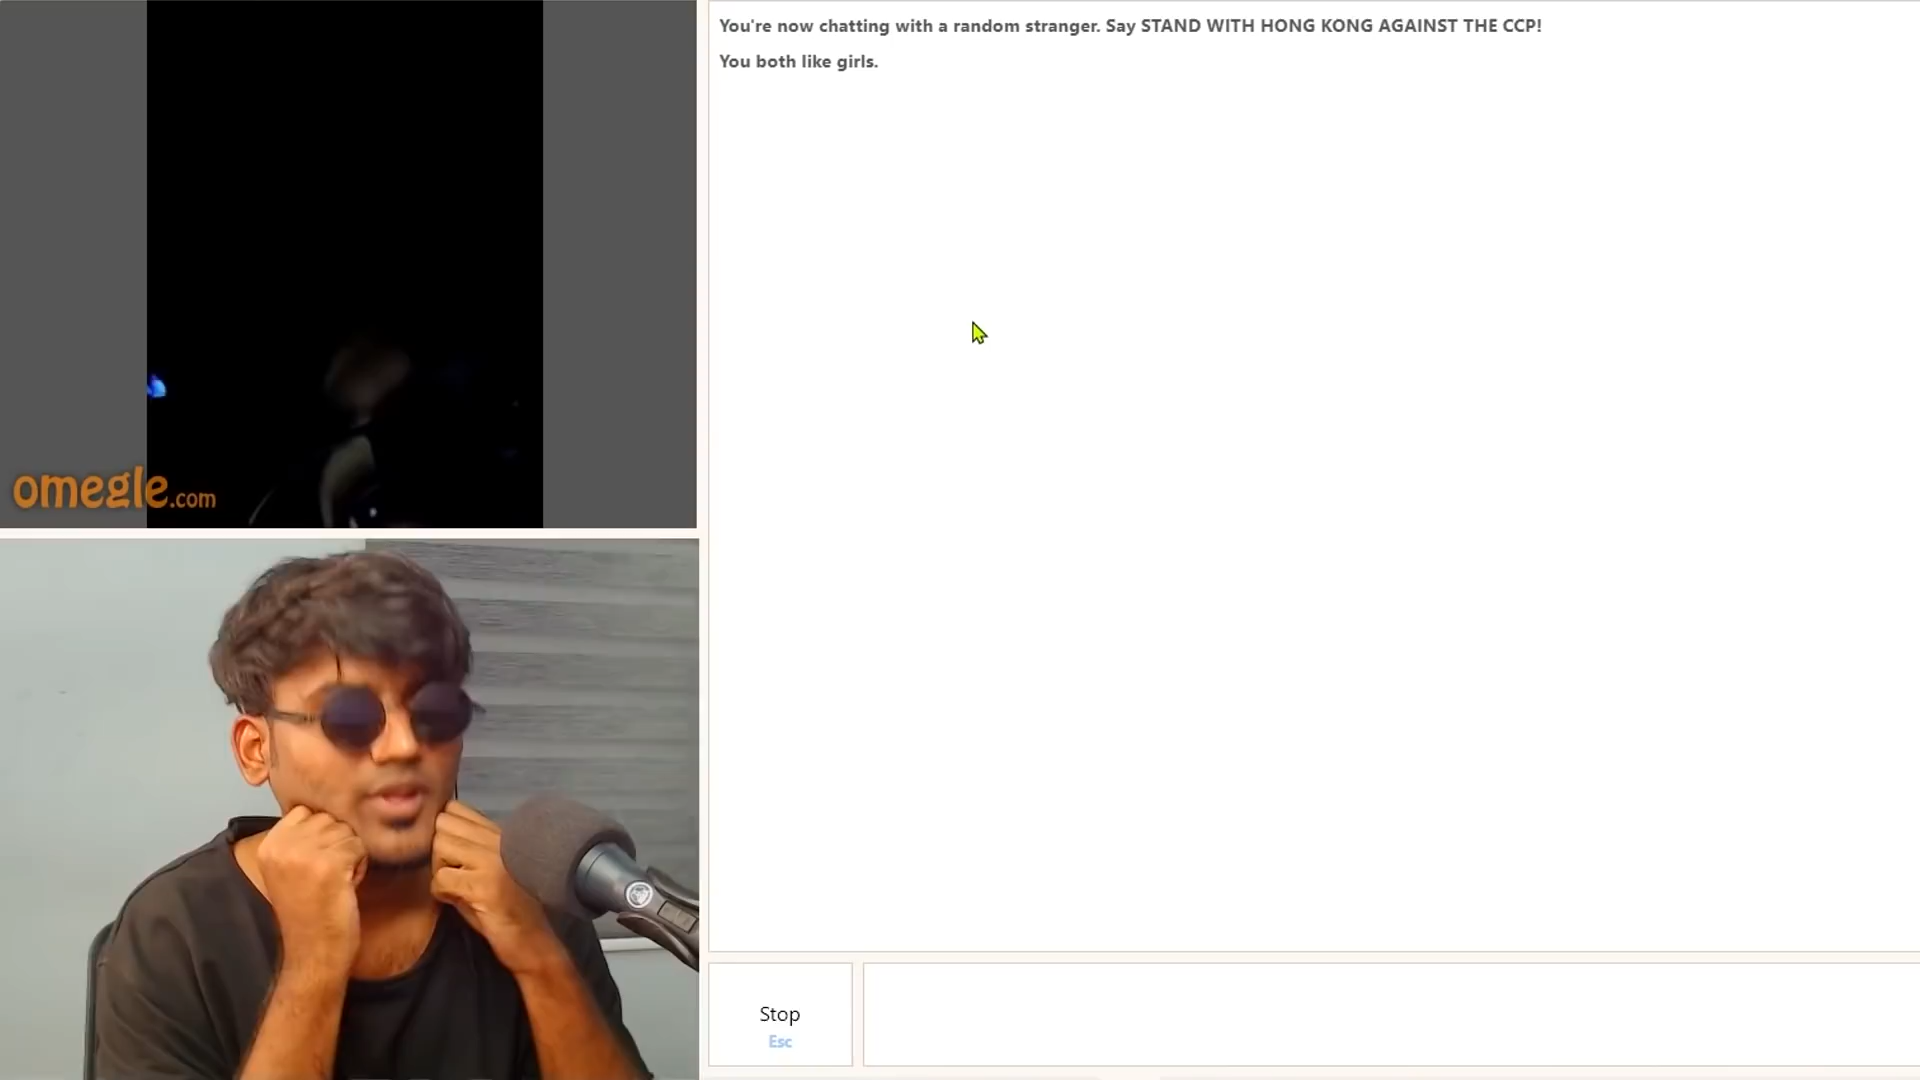 You're now chatting with a random stranger. Say STAND WITH HONG KONG AGAINST THE CCP!
You both like girls.
omegle.com
Stop
Esc